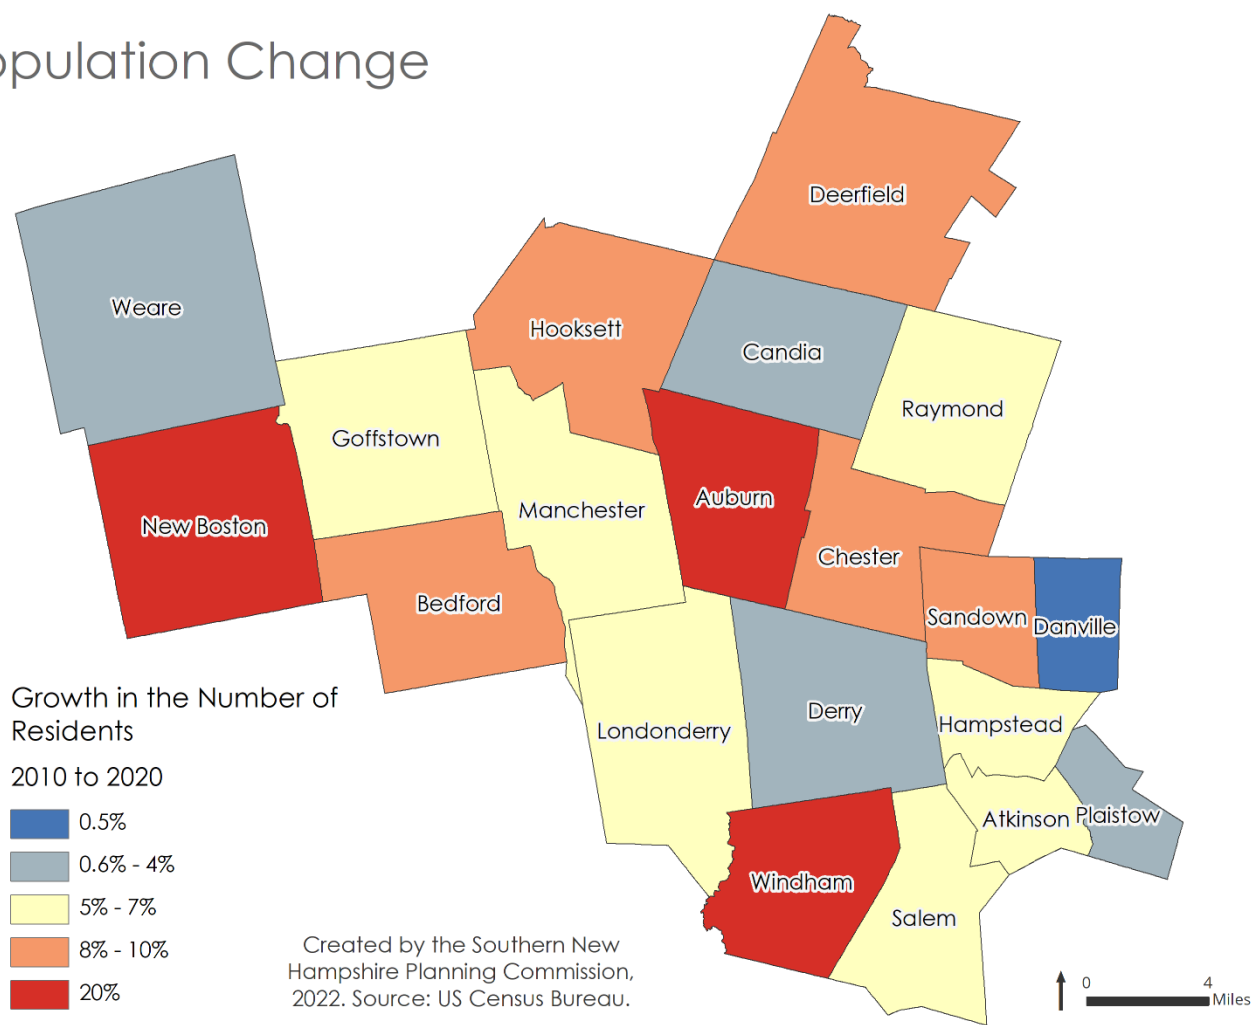 opulation Change
Deerfield
Weare
Hooksett
Candia
Raymond
Goffstown
Auburn
Manchester
New Boston
Chester
Bedford
Sandown
Danville
Derry
Hampstead
Londonderry
Atkinson
Plaistow
Windham
Salem
Growth in the Number of
Residents
2010 to 2020
0.5%
0.6% - 4%
5% - 7%
8% - 10%
20%
Created by the Southern New
Hampshire Planning Commission,
2022. Source: US Census Bureau.
0 4
Miles